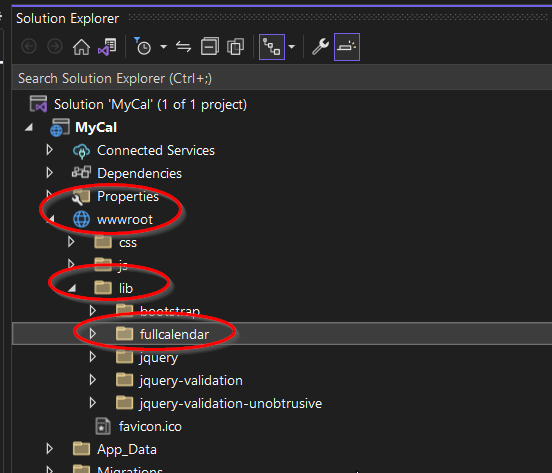 Solution Explorer
Search Solution Explorer (Ctrl+;)
Solution 'MyCal' (1 of 1 project)
MyCal
Connected Services
Dependencies
Properties
wwwroot
css
js
lib
bootstrap
fullcalendar
jquery
jquery-validation
jquery-validation-unobtrusive
favicon.ico
App_Data
Migrations